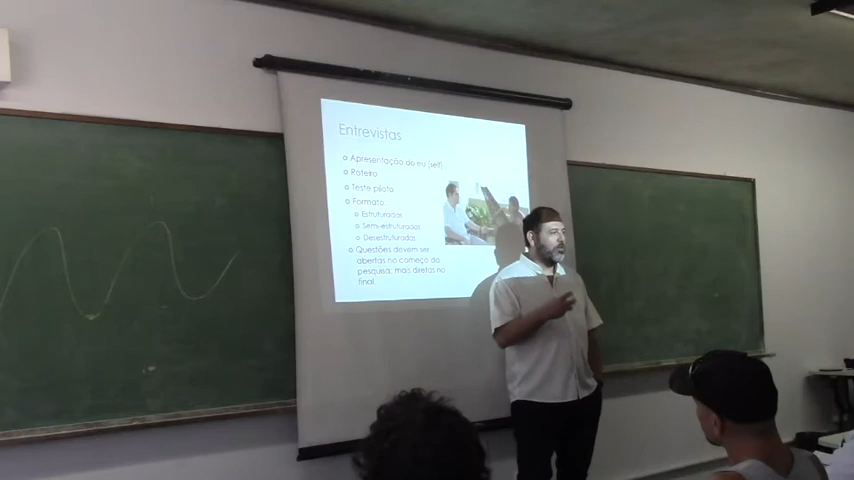 Entrevistas
Apresentação do eu (self)
Roteiro
Teste piloto
Formato
Estruturadas
Semi-estruturadas
Desestruturadas
Questões devem ser
abertas no começo da
pesquisa, mas diretas no
final.